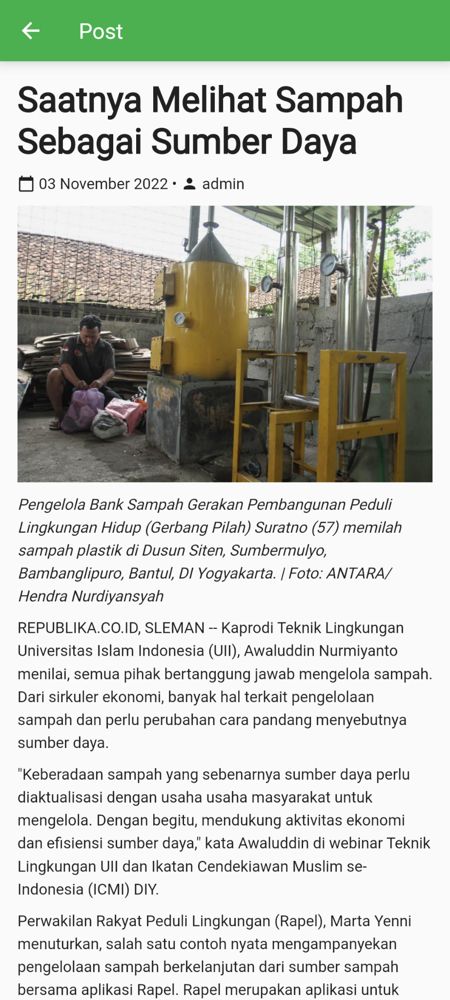 Post
Saatnya Melihat Sampah
Sebagai Sumber Daya
03 November 2022 • admin
Pengelola Bank Sampah Gerakan Pembangunan Peduli
Lingkungan Hidup (Gerbang Pilah) Suratno (57) memilah
sampah plastik di Dusun Siten, Sumbermulyo,
Bambanglipuro, Bantul, DI Yogyakarta. | Foto: ANTARA/
Hendra Nurdiyansyah
REPUBLIKA.CO.ID, SLEMAN -- Kaprodi Teknik Lingkungan
Universitas Islam Indonesia (UII), Awaluddin Nurmiyanto
menilai, semua pihak bertanggung jawab mengelola sampah.
Dari sirkuler ekonomi, banyak hal terkait pengelolaan
sampah dan perlu perubahan cara pandang menyebutnya
sumber daya.
"Keberadaan sampah yang sebenarnya sumber daya perlu
diaktualisasi dengan usaha usaha masyarakat untuk
mengelola. Dengan begitu, mendukung aktivitas ekonomi
dan efisiensi sumber daya," kata Awaluddin di webinar Teknik
Lingkungan UII dan Ikatan Cendekiawan Muslim se-
Indonesia (ICMI) DIY.
Perwakilan Rakyat Peduli Lingkungan (Rapel), Marta Yenni
menuturkan, salah satu contoh nyata mengampanyekan
pengelolaan sampah berkelanjutan dari sumber sampah
bersama aplikasi Rapel. Rapel merupakan aplikasi untuk